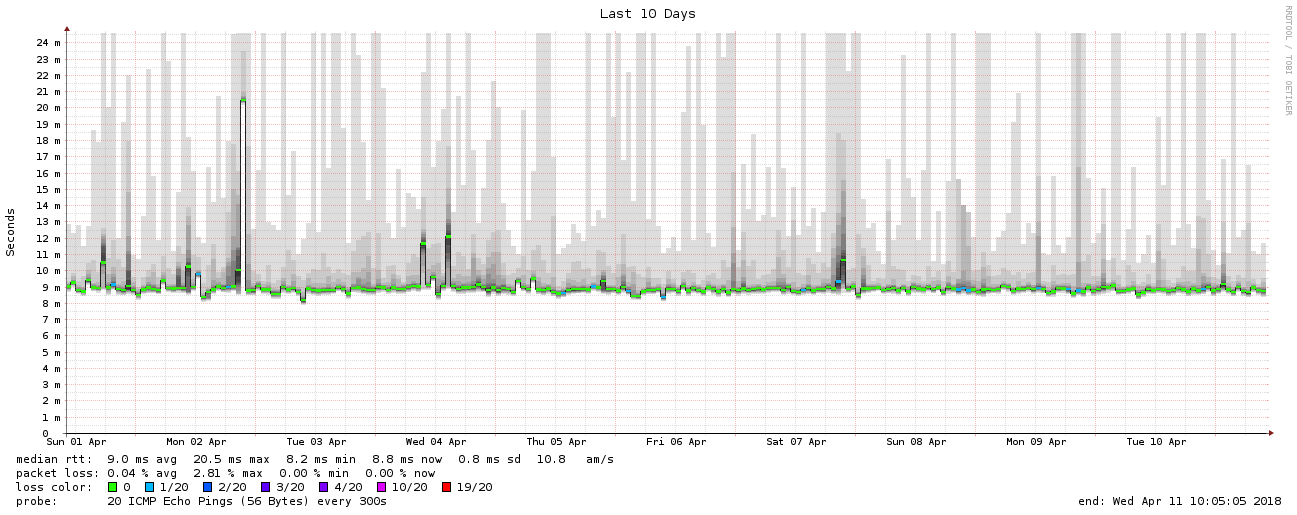 Last 10 Days
RRDTOOL / TOBI OETIKER
Seconds
24 m
23 m
22 m
21 m
20 m
19 m
18 m
17 m
16 m
15 m
14 m
13 m
12 m
11 m
10 m
9 m
8 m
7 m
6 m
5 m
4 m
3 m
2 m
1 m
0
Sun 01 Apr Mon 02 Apr Tue 03 Apr Wed 04 Apr Thu 05 Apr Fri 06 Apr Sat 07 Apr Sun 08 Apr Mon 09 Apr Tue 10 Apr
median rtt: 9.0 ms avg 20.5 ms max 8.2 ms min 8.8 ms now 0.8 ms sd 10.8 am/s
packet loss: 0.04 % avg 2.81 % max 0.00 % min 0.00 % now
loss color: 0 1/20 2/20 3/20 4/20 10/20 19/20
probe: 20 ICMP Echo Pings (56 Bytes) every 300s end: Wed Apr 11 10:05:05 2018